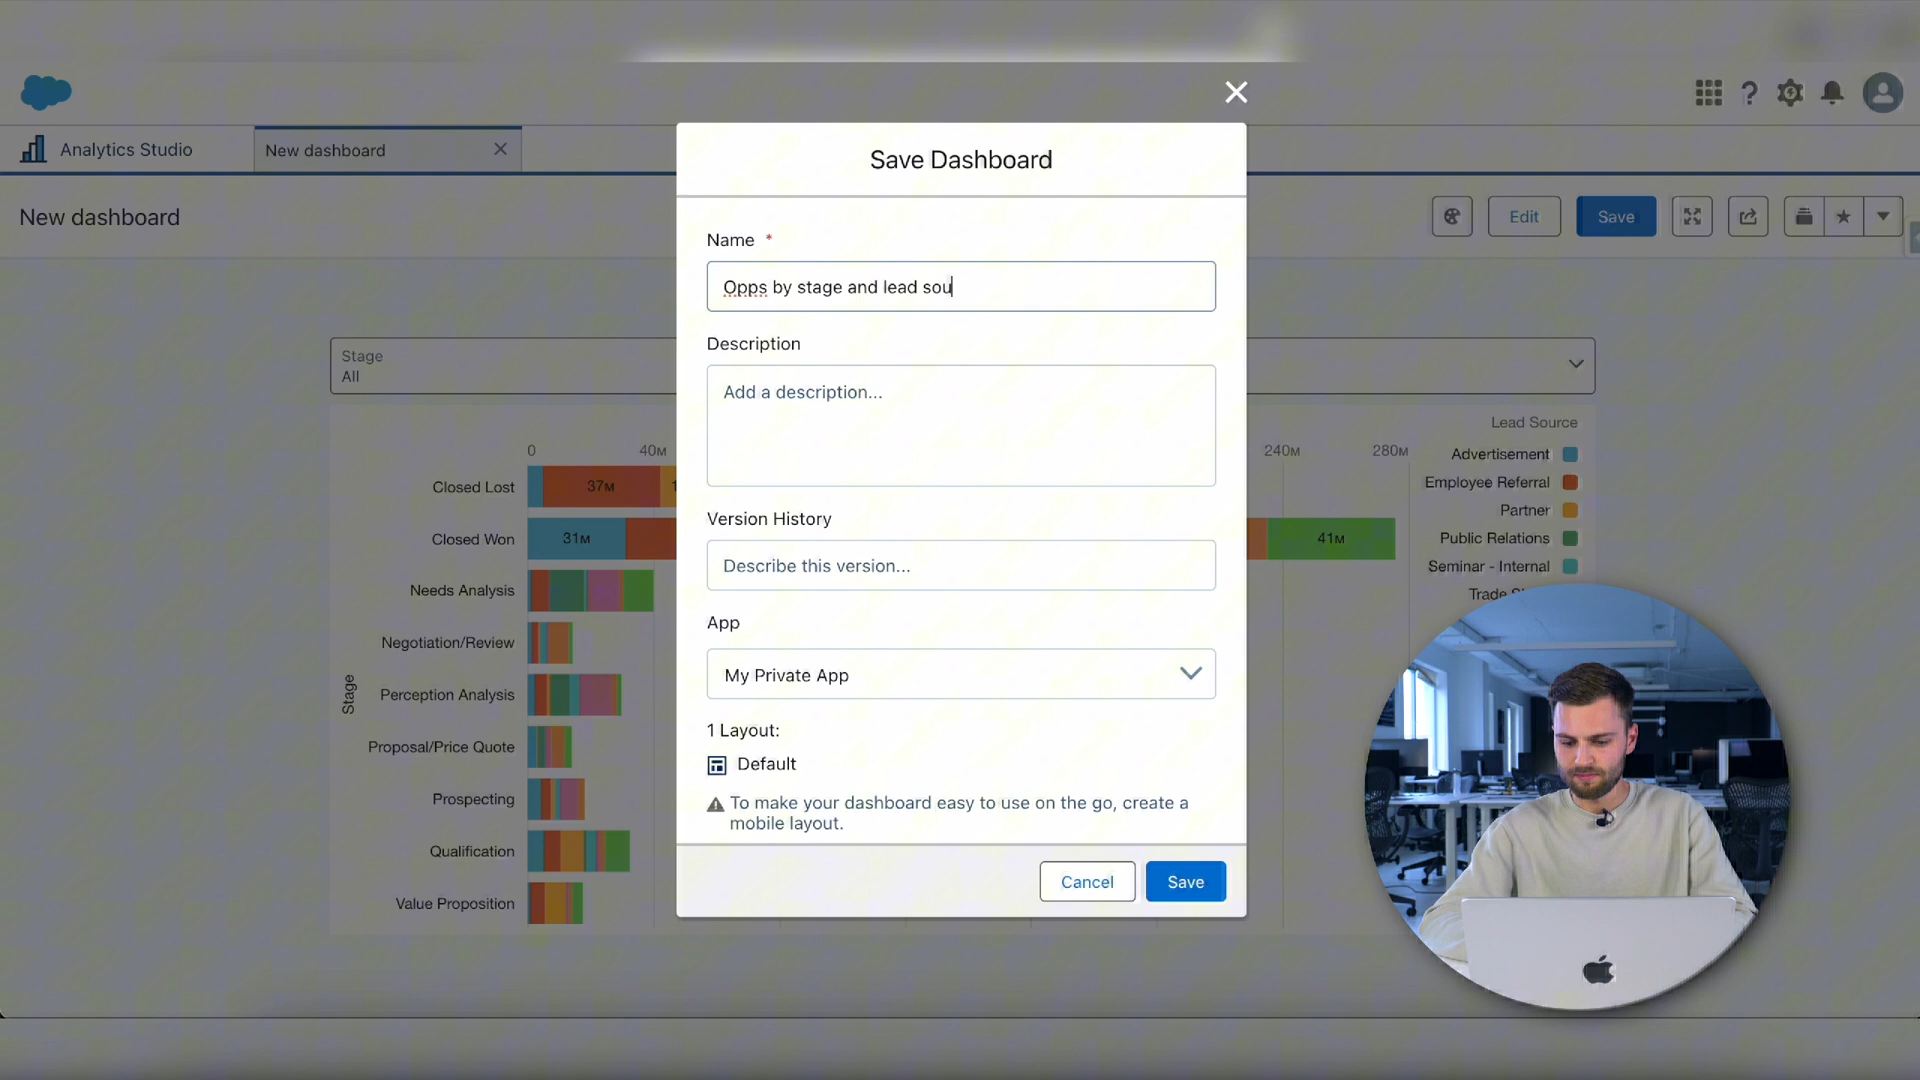 Analytics Studio
New dashboard
New dashboard
Edit
Save
Save Dashboard
Name *
Opps by stage and lead sou
Description
Add a description...
Version History
Describe this version...
App
My Private App
1 Layout:
Default
To make your dashboard easy to use on the go, create a
mobile layout.
Cancel
Save
Stage
All
0
40M
240M
280M
Stage
Closed Lost
37M
Closed Won
31M
41M
Needs Analysis
Negotiation/Review
Perception Analysis
Proposal/Price Quote
Prospecting
Qualification
Value Proposition
Lead Source
Advertisement
Employee Referral
Partner
Public Relations
Seminar - Internal
Trade